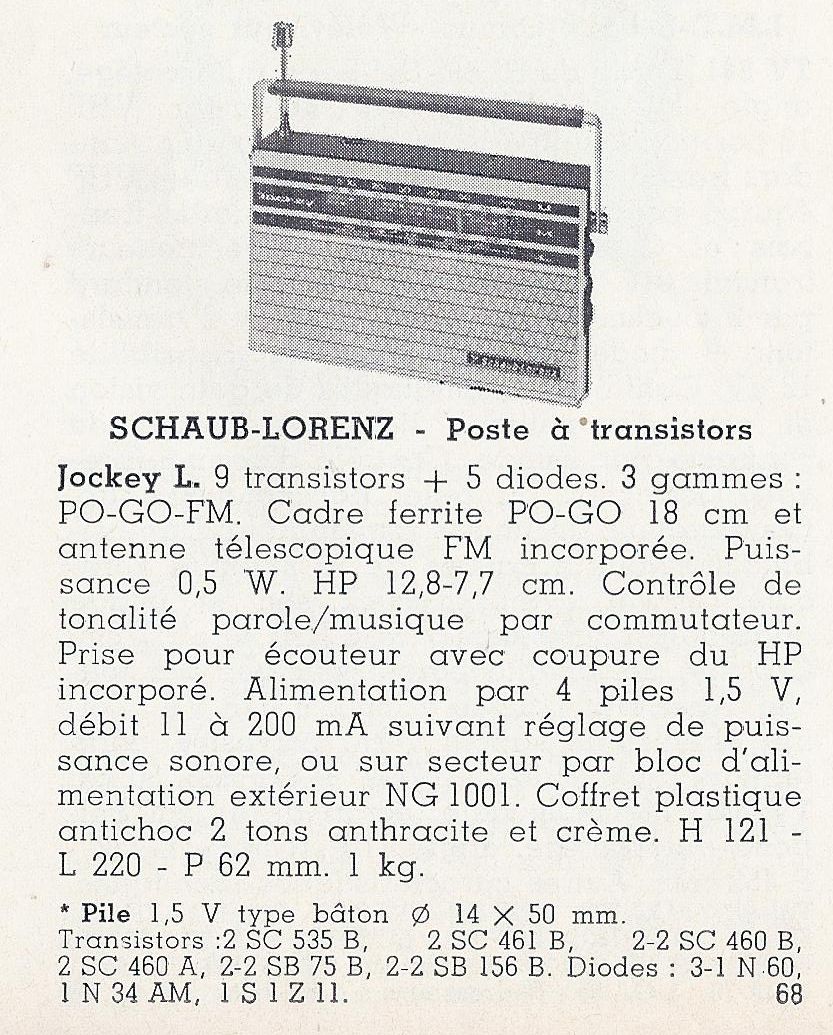 SCHAUB-LORENZ - Poste à transistors
Jockey L. 9 transistors + 5 diodes. 3 gammes :
PO-GO-FM. Cadre ferrite PO-GO 18 cm et
antenne télescopique FM incorporée. Puis-
sance 0,5 W. HP 12,8-7,7 cm. Contrôle de
tonalité parole/musique par commutateur.
Prise pour écouteur avec coupure du HP
incorporé. Alimentation par 4 piles 1,5 V,
débit 11 à 200 mA suivant réglage de puis-
sance sonore, ou sur secteur par bloc d'ali-
mentation extérieur NG 1001. Coffret plastique
antichoc 2 tons anthracite et crème. H 121 -
L 220 - P 62 mm. 1 kg.
* Pile 1,5 V type bâton ∅ 14 X 50 mm.
Transistors :2 SC 535 B, 2 SC 461 B, 2-2 SC 460 B,
2 SC 460 A, 2-2 SB 75 B, 2-2 SB 156 B. Diodes : 3-1 N 60,
1 N 34 AM, 1 S 1 Z 11. 68